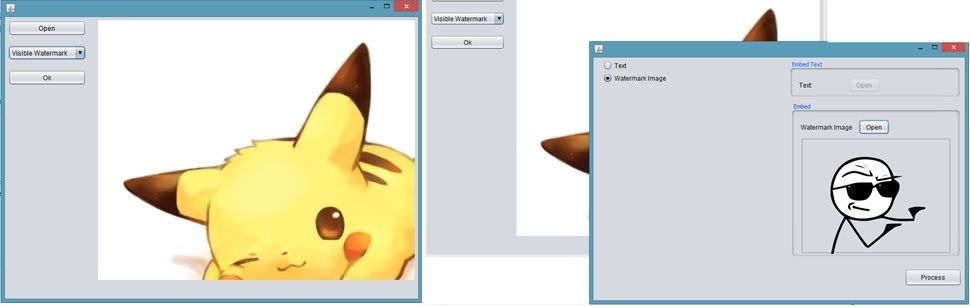 Open
Visible Watermark
Ok
Visible Watermark
Ok
Text
Watermark Image
Embed Text
Text:
Open
Embed
Watermark Image
Open
Process